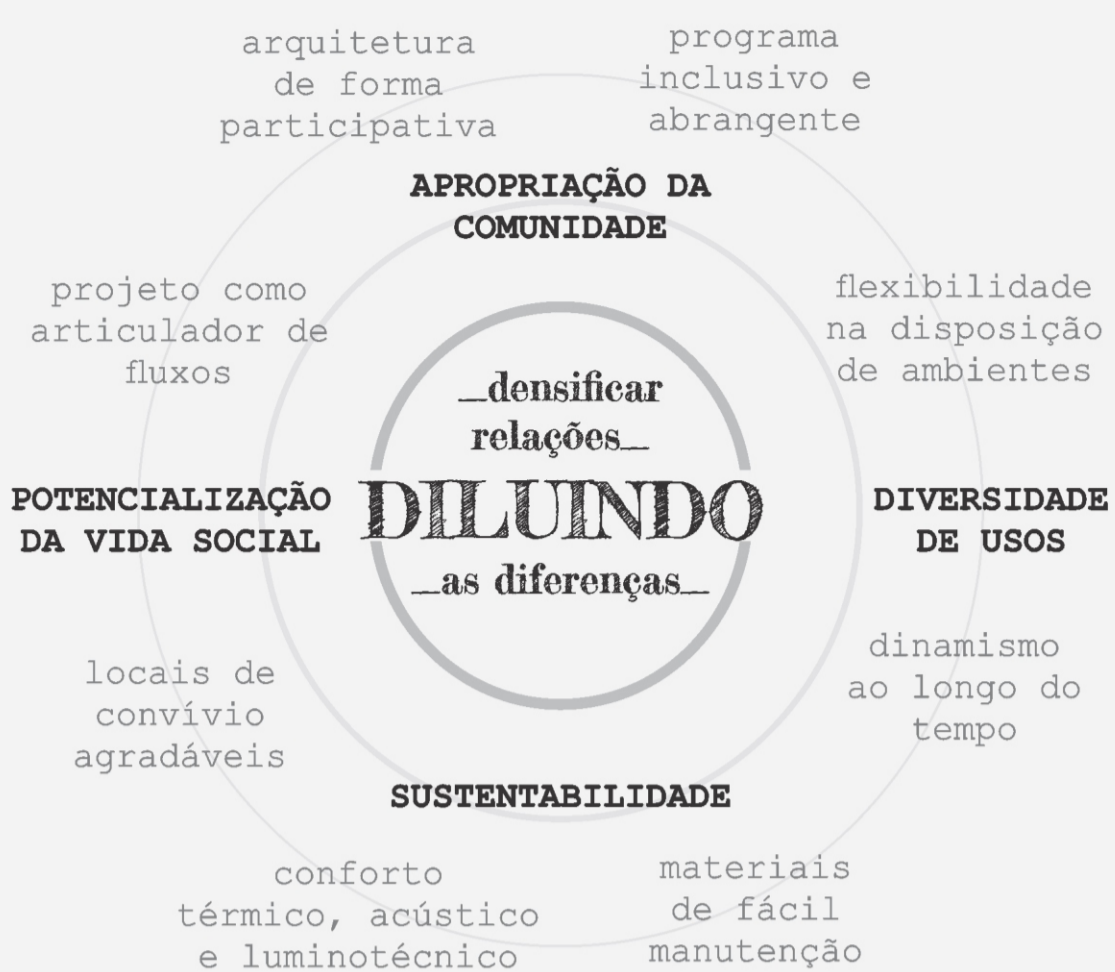 arquitetura
de forma
participativa
programa
inclusivo e
abrangente
APROPRIAÇÃO DA
COMUNIDADE
projeto como
articulador de
fluxos
flexibilidade
na disposição
de ambientes
_densificar
relações_
DILUINDO
_as diferenças_
POTENCIALIZAÇÃO
DA VIDA SOCIAL
DIVERSIDADE
DE USOS
locais de
convívio
agradáveis
dinamismo
ao longo do
tempo
SUSTENTABILIDADE
conforto
térmico, acústico
e luminotécnico
materiais
de fácil
manutenção